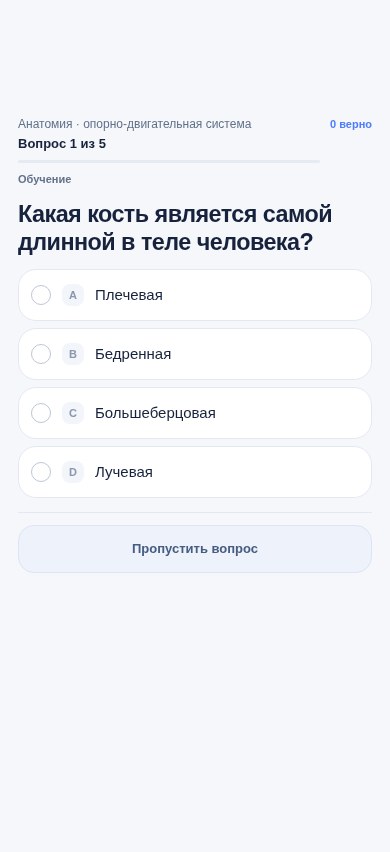 Анатомия · опорно-двигательная система
0 верно
Вопрос 1 из 5
Обучение
Какая кость является самой
длинной в теле человека?
A Плечевая
B Бедренная
C Большеберцовая
D Лучевая
Пропустить вопрос